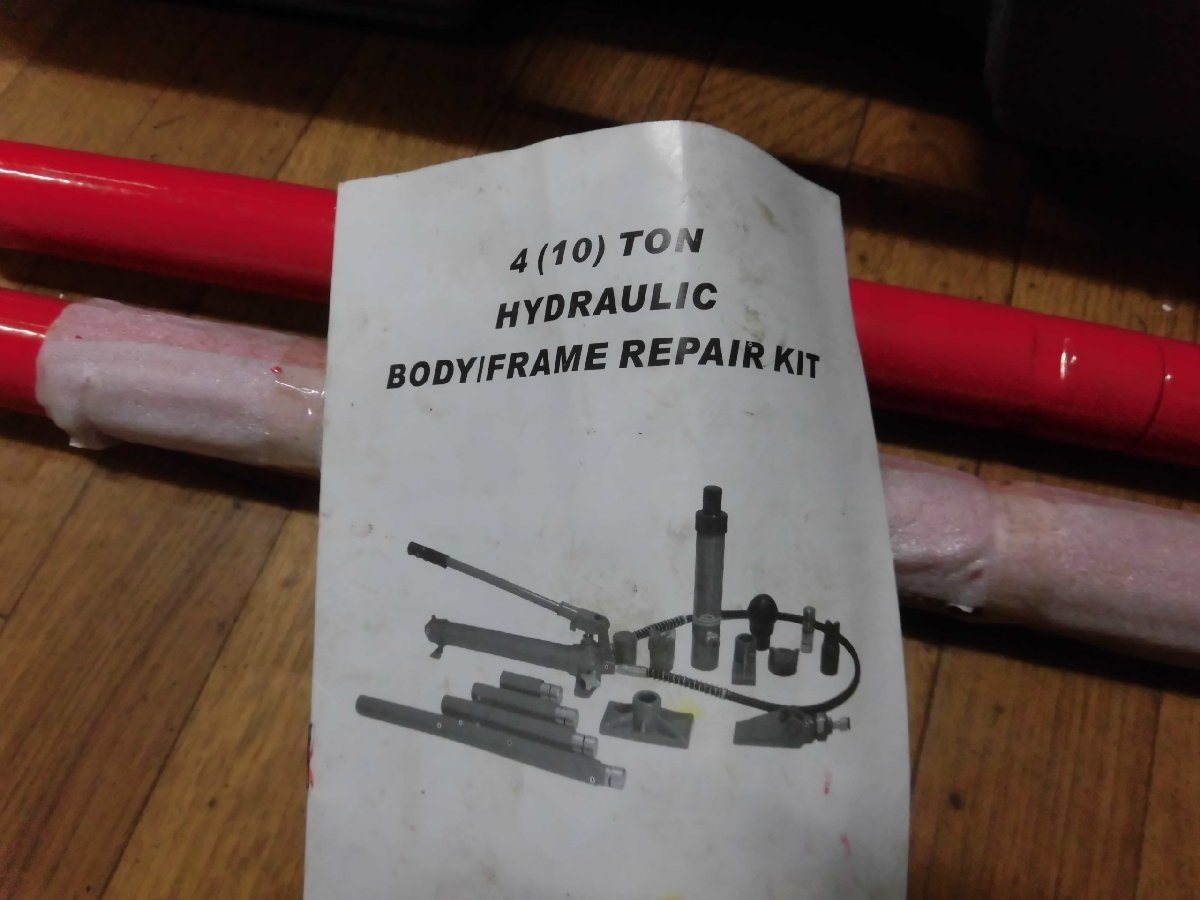 4 (10) TON
HYDRAULIC
BODY/FRAME REPAIR KIT